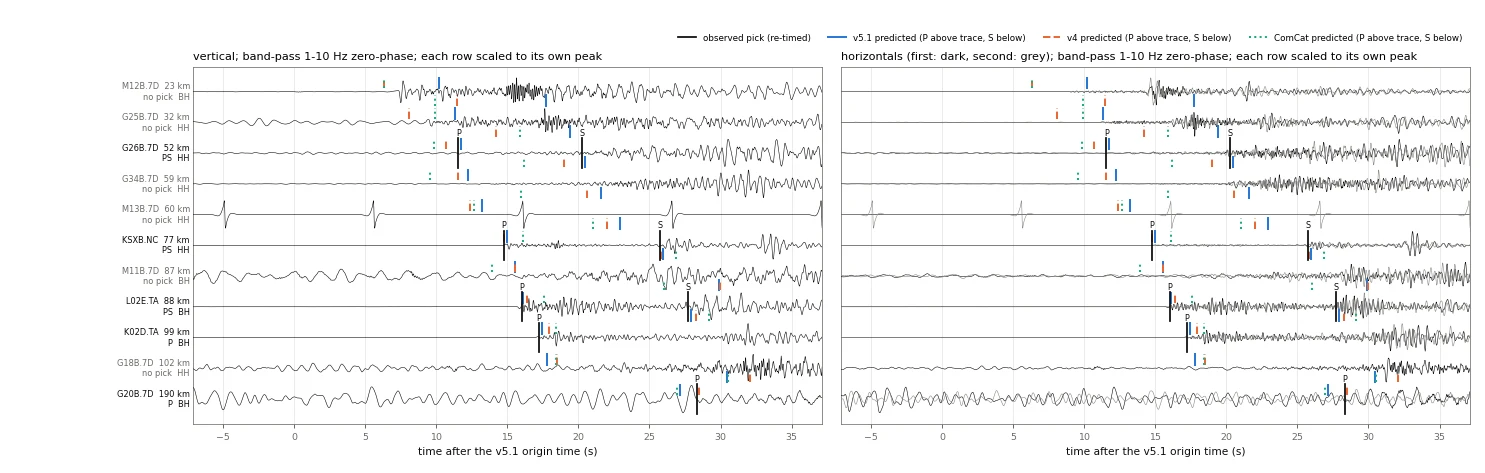 observed pick (re-timed)   v5.1 predicted (P above trace, S below)   v4 predicted (P above trace, S below)   ComCat predicted (P above trace, S below)
vertical; band-pass 1-10 Hz zero-phase; each row scaled to its own peak
horizontals (first: dark, second: grey); band-pass 1-10 Hz zero-phase; each row scaled to its own peak
M12B.7D 23 km
no pick BH
G25B.7D 32 km
no pick HH
P S P S
G26B.7D 52 km
PS HH
G34B.7D 59 km
no pick HH
M13B.7D 60 km
no pick HH
P S P S
KSXB.NC 77 km
PS HH
M11B.7D 87 km
no pick BH
P S P S
L02E.TA 88 km
PS BH
P P
K02D.TA 99 km
P BH
G18B.7D 102 km
no pick HH
P P
G20B.7D 190 km
P BH
−5 0 5 10 15 20 25 30 35
−5 0 5 10 15 20 25 30 35
time after the v5.1 origin time (s)
time after the v5.1 origin time (s)